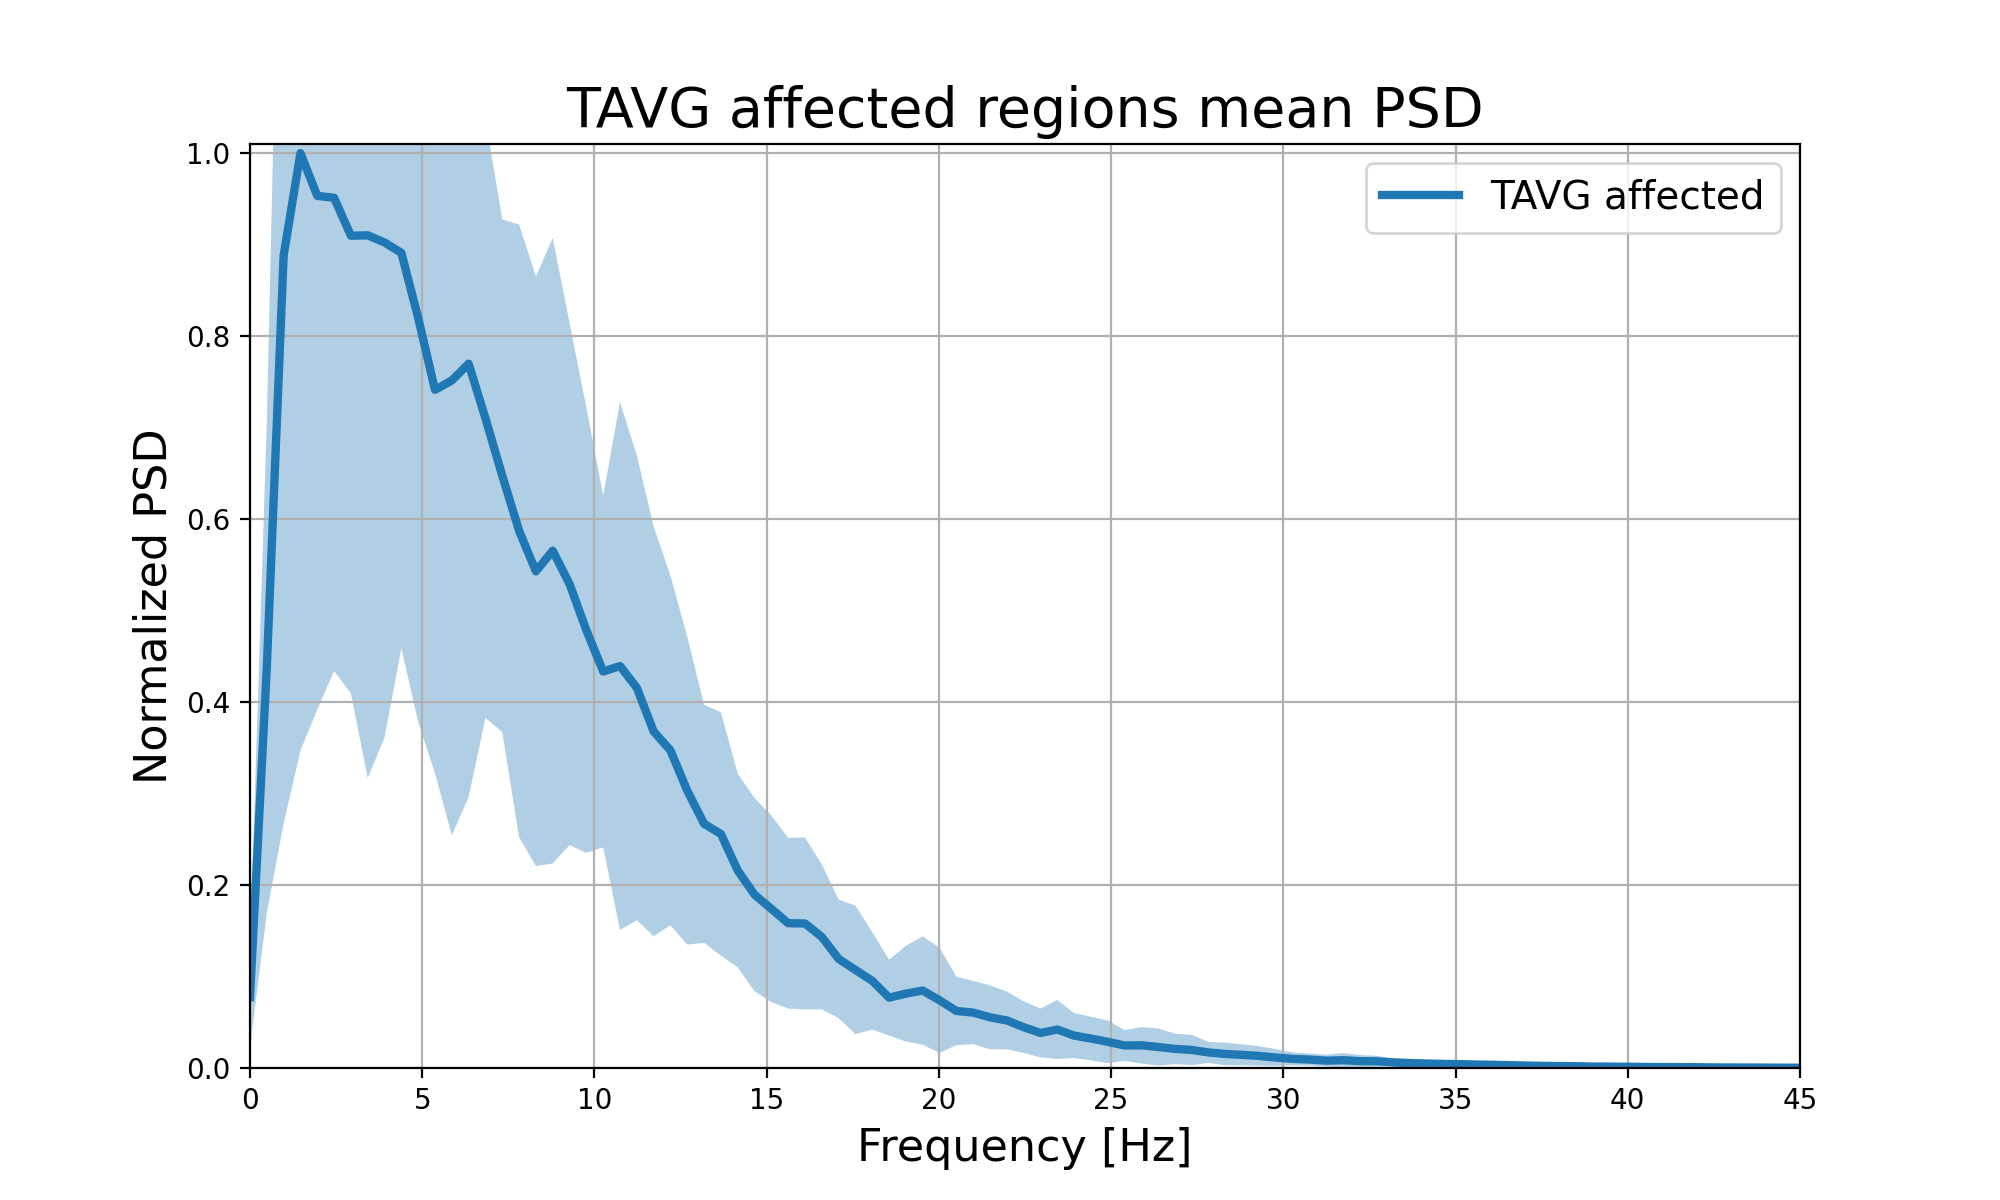 TAVG affected regions mean PSD
TAVG affected
Normalized PSD
1.0
0.8
0.6
0.4
0.2
0.0
0 5 10 15 20 25 30 35 40 45
Frequency [Hz]